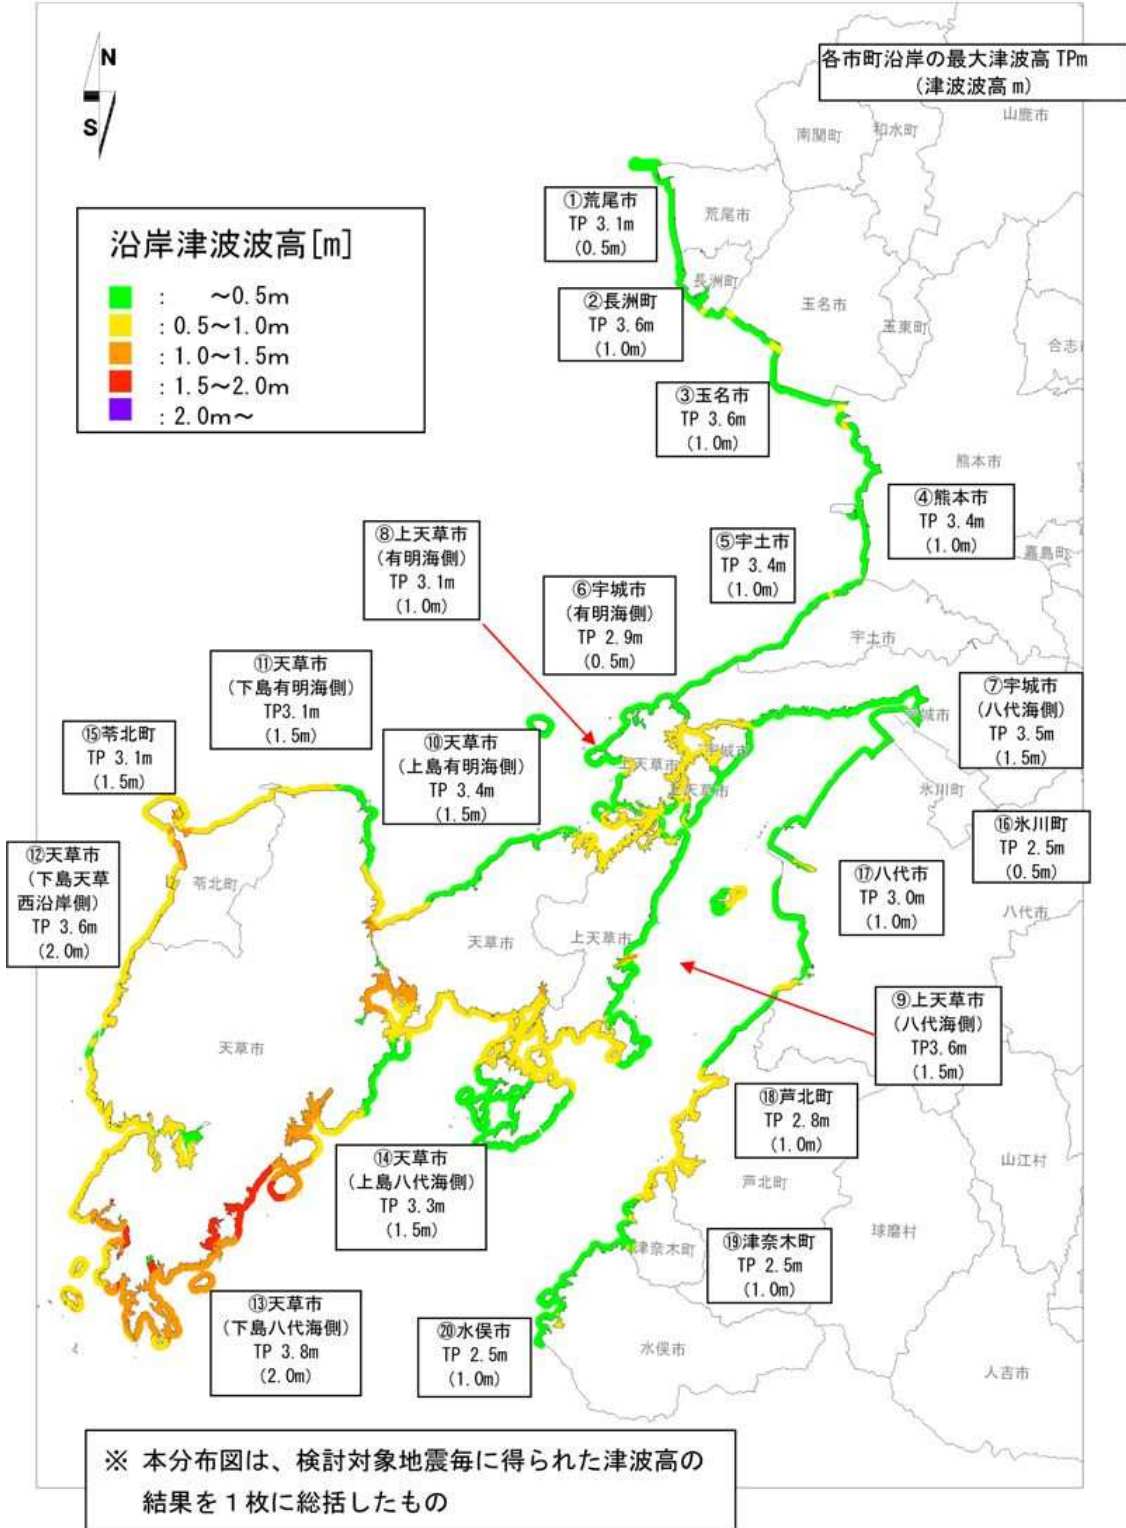 N
S
各市町沿岸の最大津波高 TPm
(津波波高 m)
沿岸津波波高[m]
: ～0.5m
: 0.5～1.0m
: 1.0～1.5m
: 1.5～2.0m
: 2.0m～
山鹿市
和水町
南関町
①荒尾市
TP 3.1m
(0.5m)
荒尾市
長洲町
②長洲町
TP 3.6m
(1.0m)
玉名市
玉東町
合志
③玉名市
TP 3.6m
(1.0m)
熊本市
④熊本市
TP 3.4m
(1.0m)
嘉島町
⑤宇土市
TP 3.4m
(1.0m)
宇土市
⑧上天草市
(有明海側)
TP 3.1m
(1.0m)
⑥宇城市
(有明海側)
TP 2.9m
(0.5m)
⑦宇城市
(八代海側)
TP 3.5m
(1.5m)
城市
宇城市
上天草市
上天草市
氷川町
⑪天草市
(下島有明海側)
TP3.1m
(1.5m)
⑮苓北町
TP 3.1m
(1.5m)
⑩天草市
(上島有明海側)
TP 3.4m
(1.5m)
⑯氷川町
TP 2.5m
(0.5m)
⑫天草市
(下島天草
西沿岸側)
TP 3.6m
(2.0m)
苓北町
⑰八代市
TP 3.0m
(1.0m)
八代市
天草市
上天草市
⑨上天草市
(八代海側)
TP3.6m
(1.5m)
天草市
⑱芦北町
TP 2.8m
(1.0m)
⑭天草市
(上島八代海側)
TP 3.3m
(1.5m)
芦北町
山江村
球磨村
津奈木町
⑲津奈木町
TP 2.5m
(1.0m)
⑬天草市
(下島八代海側)
TP 3.8m
(2.0m)
⑳水俣市
TP 2.5m
(1.0m)
水俣市
人吉市
※ 本分布図は、検討対象地震毎に得られた津波高の
結果を１枚に総括したもの